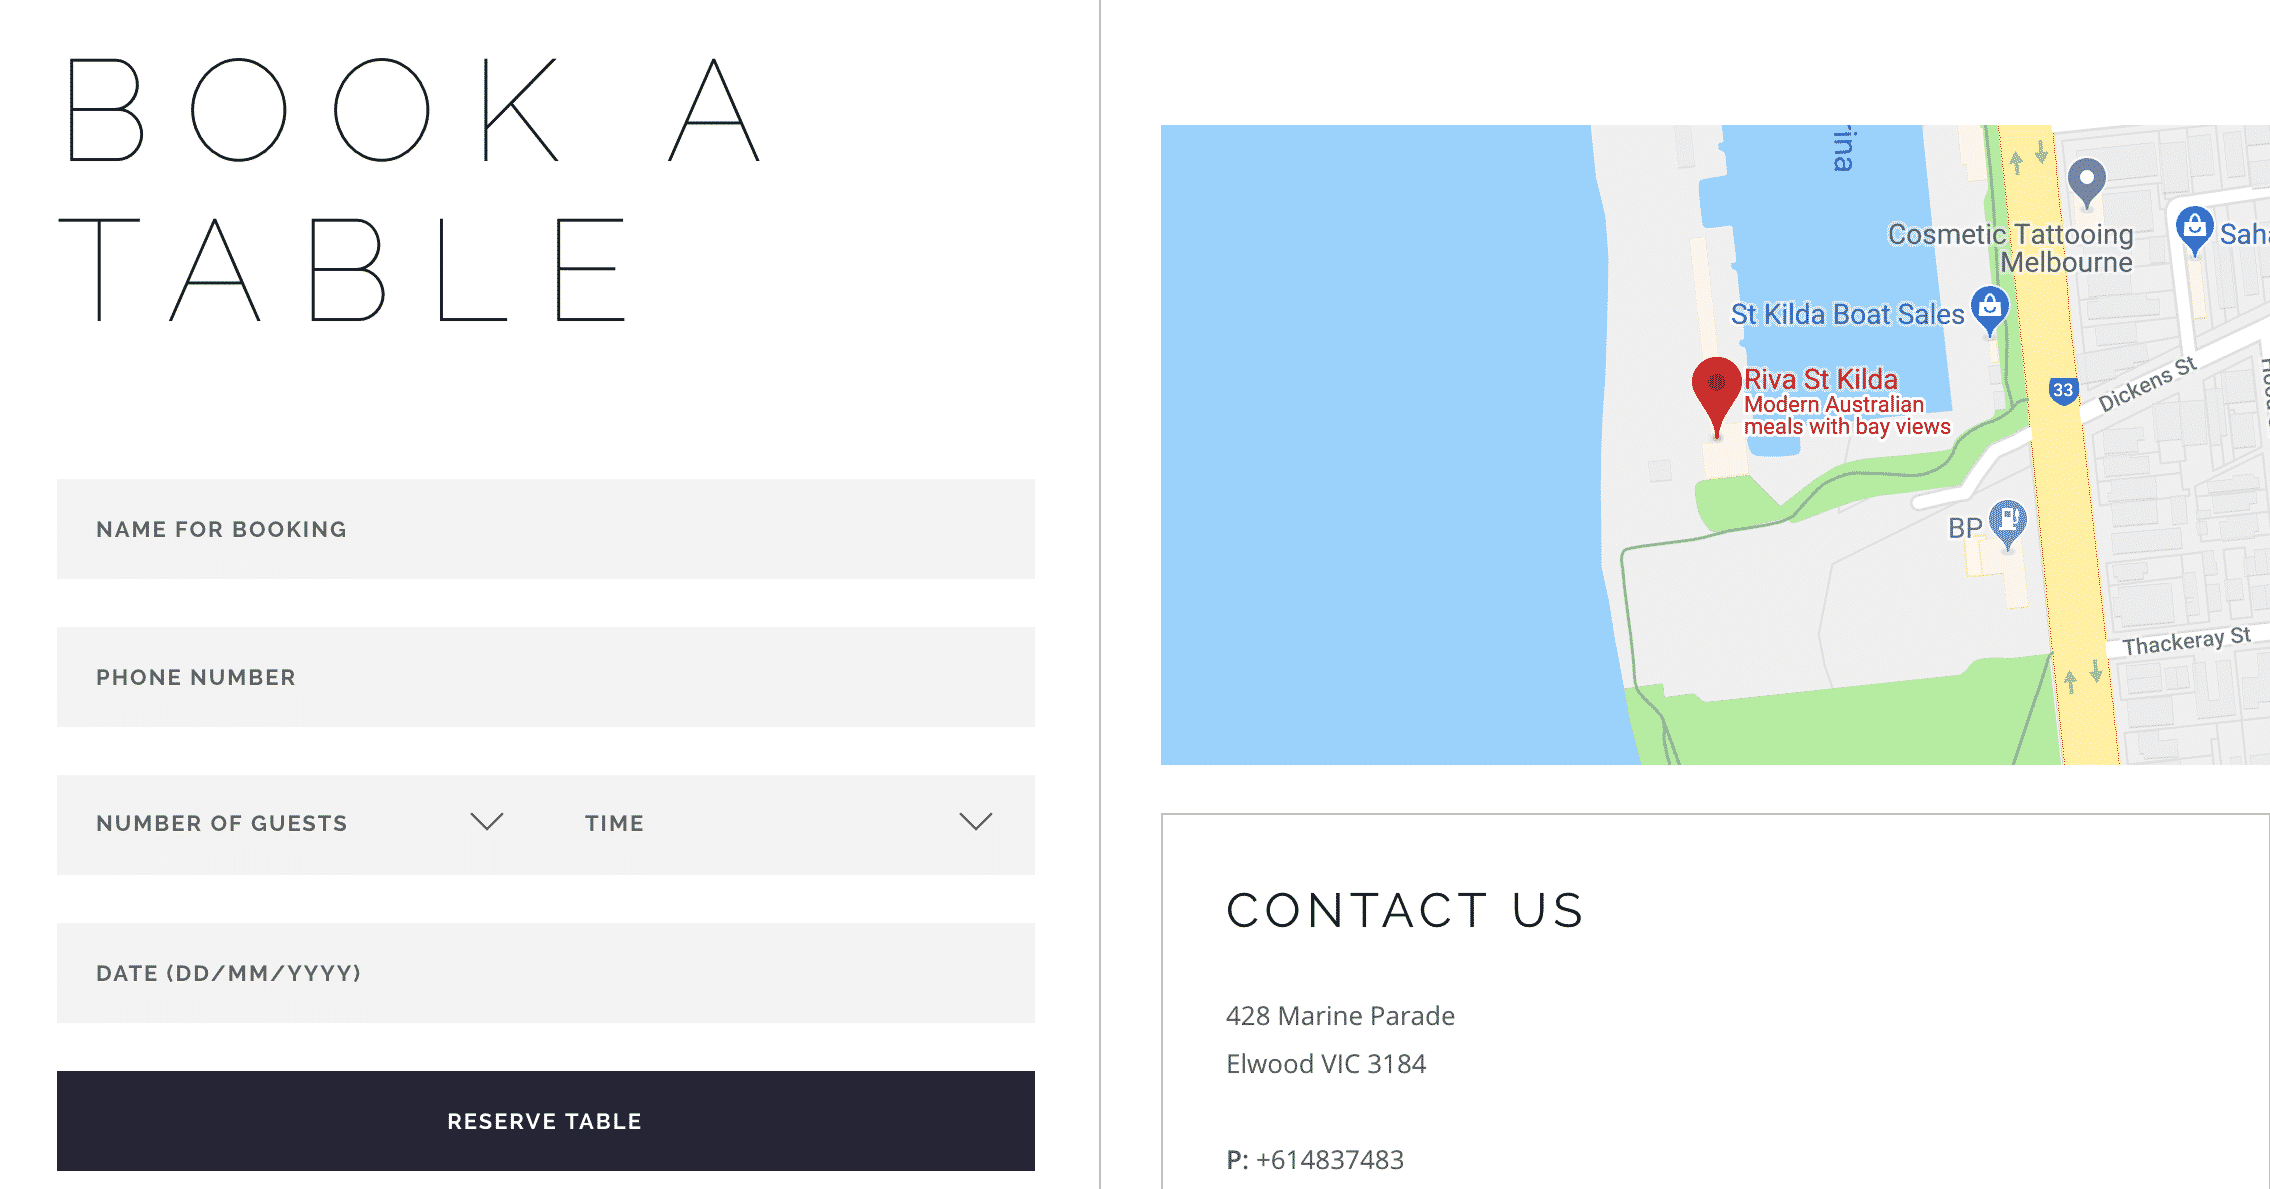 BOOK A
TABLE
NAME FOR BOOKING
PHONE NUMBER
NUMBER OF GUESTS
TIME
DATE (DD/MM/YYYY)
RESERVE TABLE
rina
Cosmetic Tattooing
Melbourne
Saha
St Kilda Boat Sales
Riva St Kilda
Modern Australian
meals with bay views
33
Dickens St
BP
Thackeray St
CONTACT US
428 Marine Parade
Elwood VIC 3184
P: +614837483